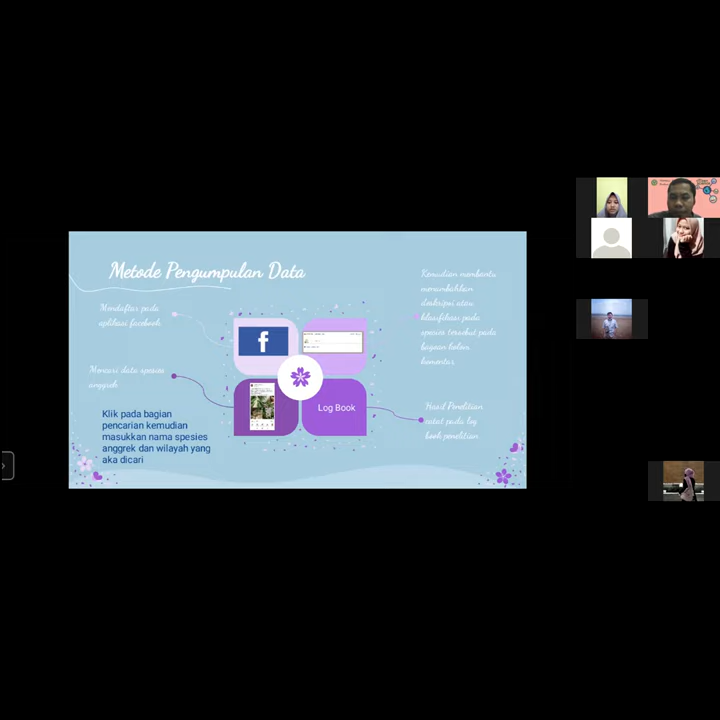 Metode Pengumpulan Data
Mendaftar pada
aplikasi facebook
Mencari data spesies
anggrek
Klik pada bagian
pencarian kemudian
masukkan nama spesies
anggrek dan wilayah yang
aka dicari
f
Log Book
Kemudian membantu
menambahkan
deskripsi atau
klasifikasi pada
spesies tersebut pada
bagian kolom
komentar
Hasil Penelitian
catat pada log
book penelitian